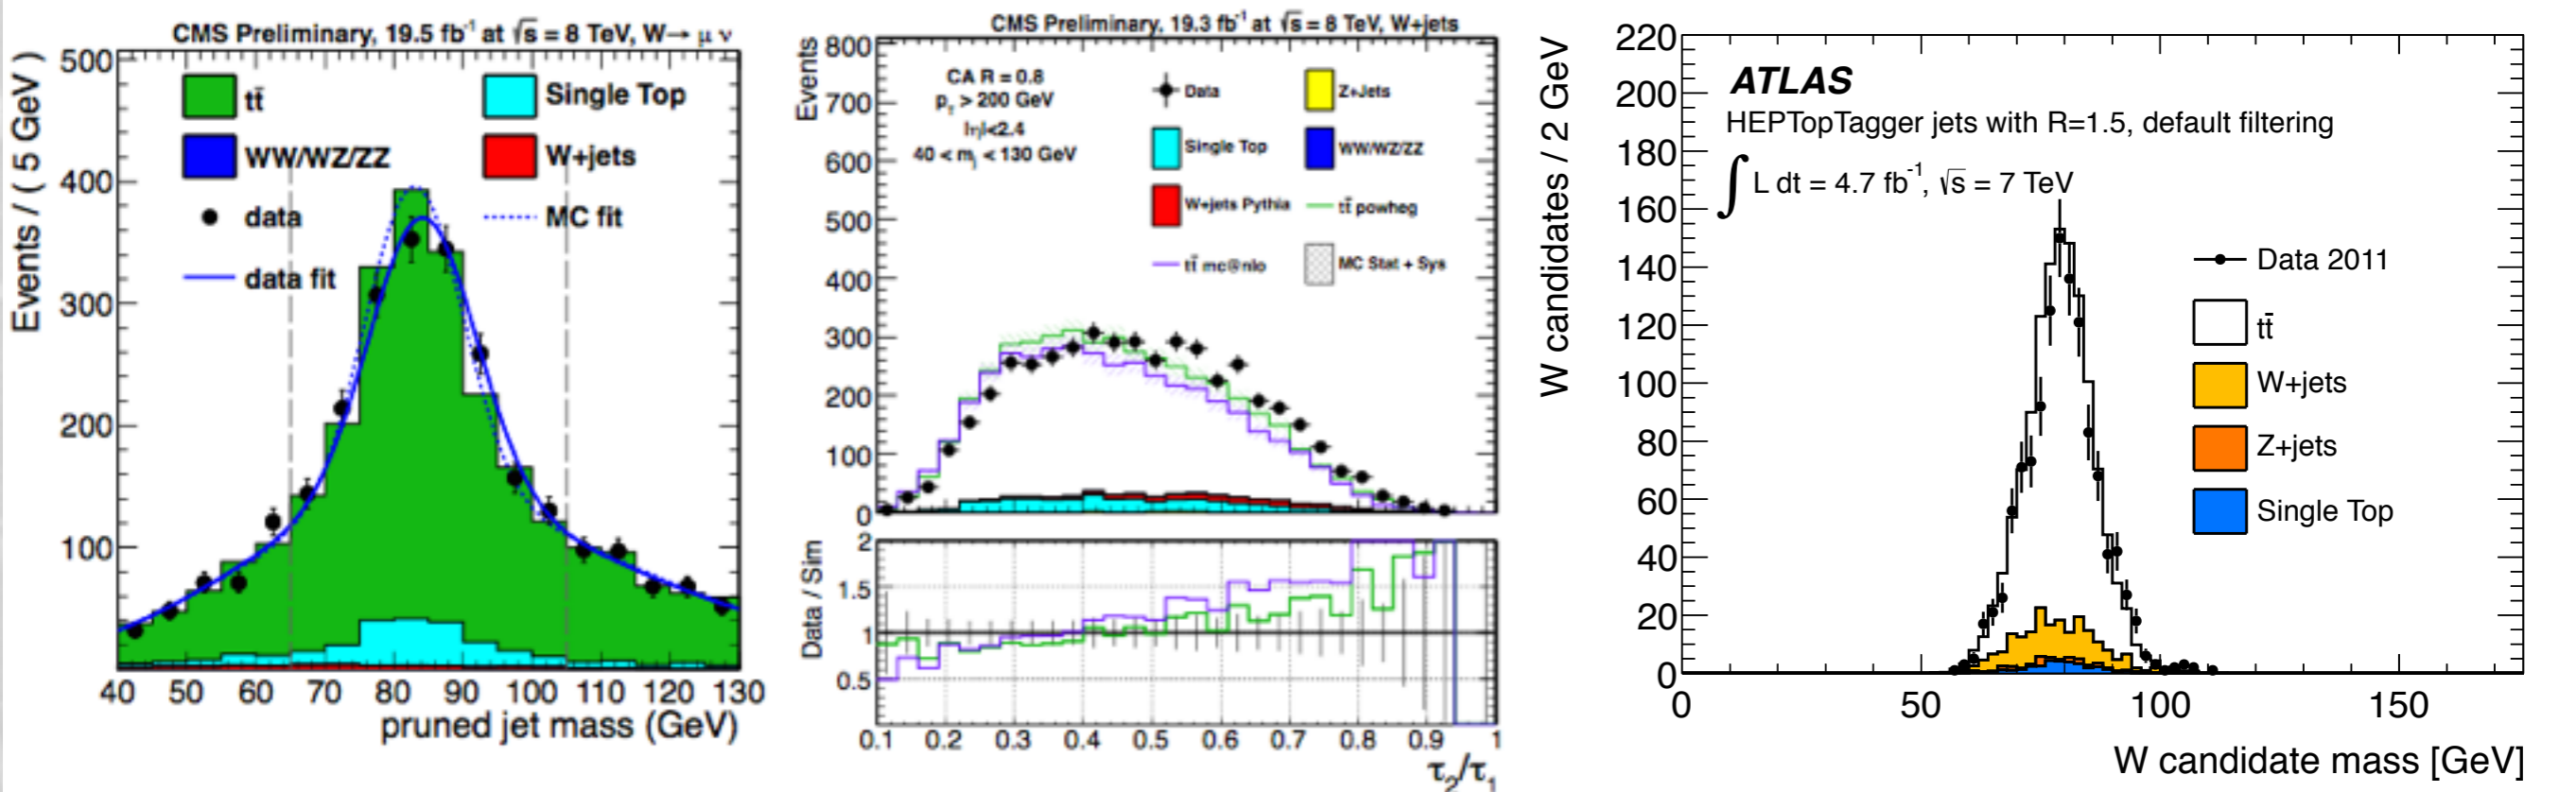 CMS Preliminary, 19.5 fb⁻¹ at √s = 8 TeV, W→ μ ν
Events / ( 5 GeV )
500
400
300
200
100
tt̄
Single Top
WW/WZ/ZZ
W+jets
data
MC fit
data fit
40 50 60 70 80 90 100 110 120 130
pruned jet mass (GeV)
CMS Preliminary, 19.3 fb⁻¹ at √s = 8 TeV, W+jets
Events
800
700
600
500
400
300
200
100
0
CA R = 0.8
p_T > 200 GeV
|η|<2.4
40 < m_j < 130 GeV
Data
Z+Jets
Single Top
WW/WZ/ZZ
W+jets Pythia
tt̄ powheg
tt̄ mc@nlo
MC Stat + Sys
Data / Sim
2
1.5
1
0.5
0.1 0.2 0.3 0.4 0.5 0.6 0.7 0.8 0.9 1
τ₂/τ₁
W candidates / 2 GeV
220
200
180
160
140
120
100
80
60
40
20
0
ATLAS
HEPTopTagger jets with R=1.5, default filtering
∫ L dt = 4.7 fb⁻¹, √s = 7 TeV
Data 2011
tt̄
W+jets
Z+jets
Single Top
0 50 100 150
W candidate mass [GeV]